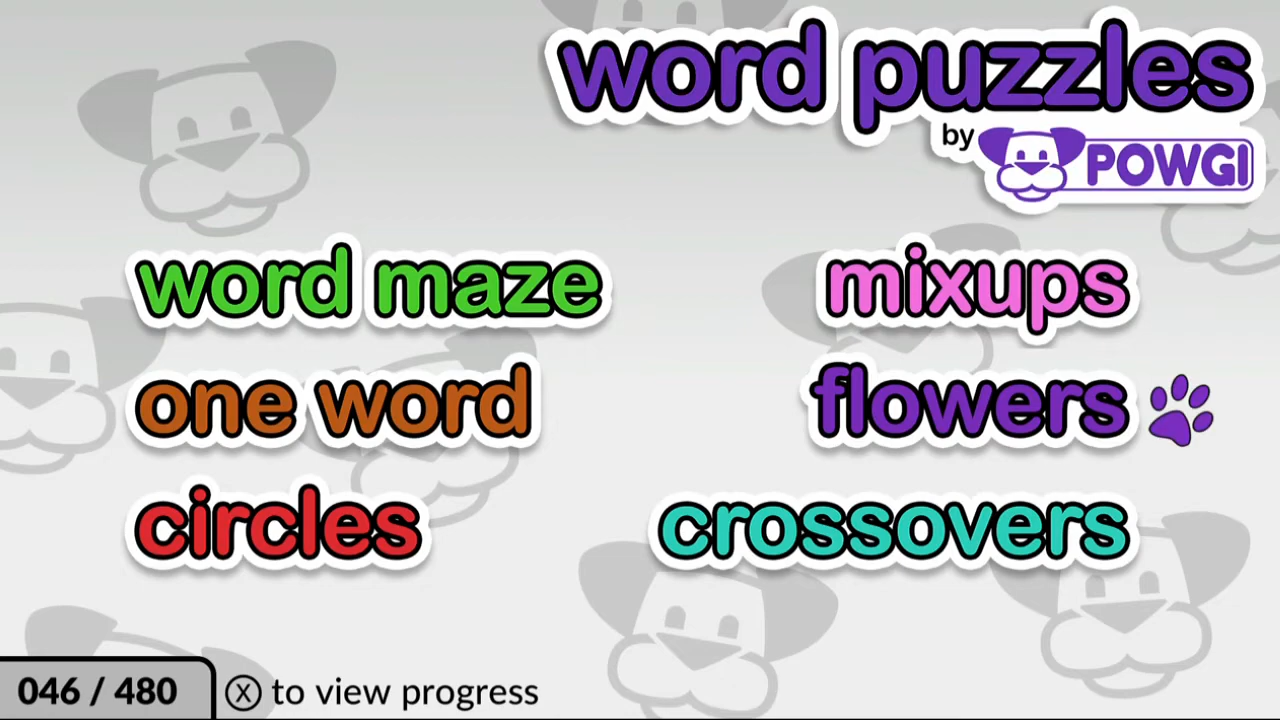 word puzzles
by POWGI
word maze
mixups
one word
flowers
circles
crossovers
046 / 480 X to view progress